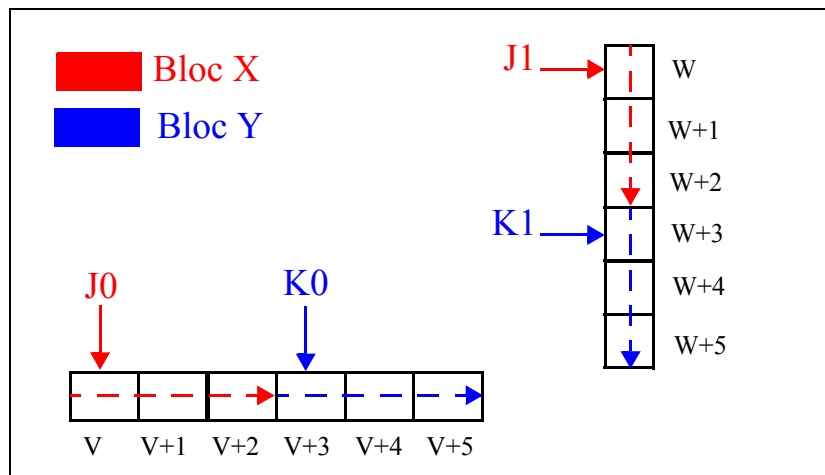 Bloc X
Bloc Y
J1
W
W+1
W+2
K1
W+3
W+4
W+5
J0
K0
V
V+1
V+2
V+3
V+4
V+5